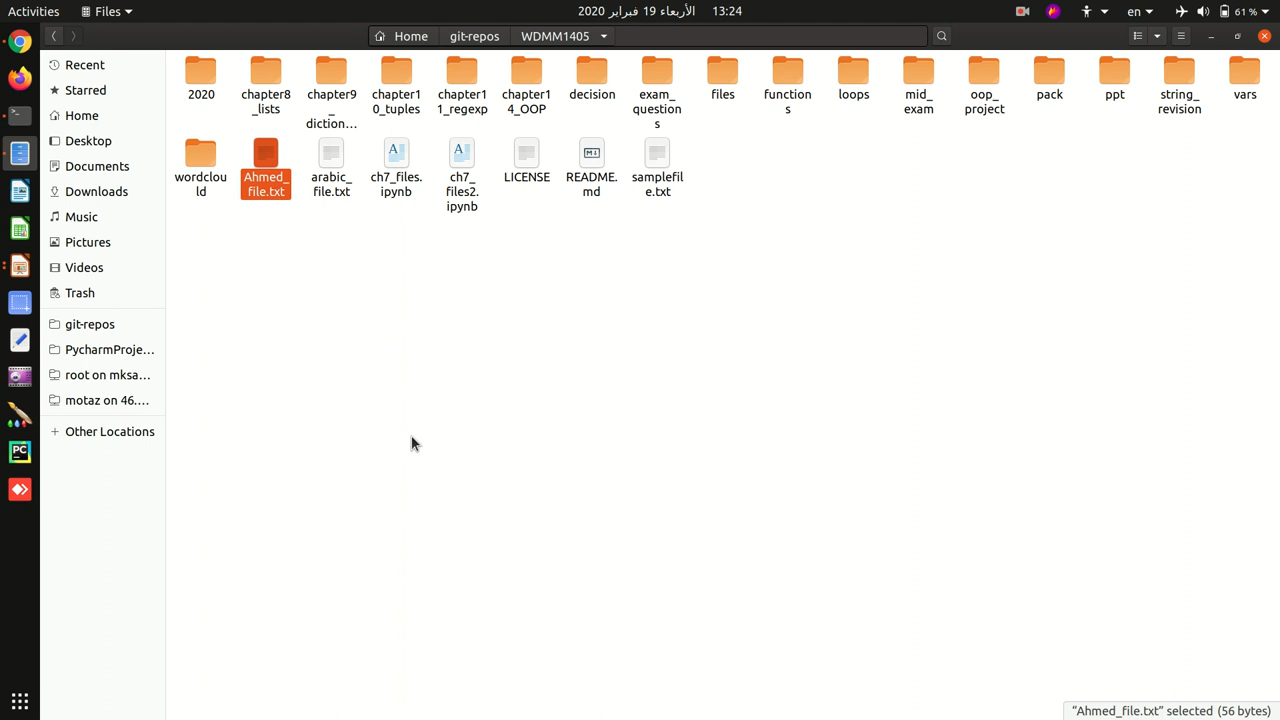 Activities
Files
الأربعاء 19 فبراير 2020
13:24
en
61 %
Home
git-repos
WDMM1405
Recent
Starred
Home
Desktop
Documents
Downloads
Music
Pictures
Videos
Trash
git-repos
PycharmProje...
root on mksa...
motaz on 46....
Other Locations
2020
chapter8
_lists
chapter9
_
diction...
chapter1
0_tuples
chapter1
1_regexp
chapter1
4_OOP
decision
exam_
question
s
files
function
s
loops
mid_
exam
oop_
project
pack
ppt
string_
revision
vars
wordclou
ld
Ahmed_
file.txt
arabic_
file.txt
ch7_files.
ipynb
ch7_
files2.
ipynb
LICENSE
README.
md
samplefil
e.txt
PC
"Ahmed_file.txt" selected (56 bytes)